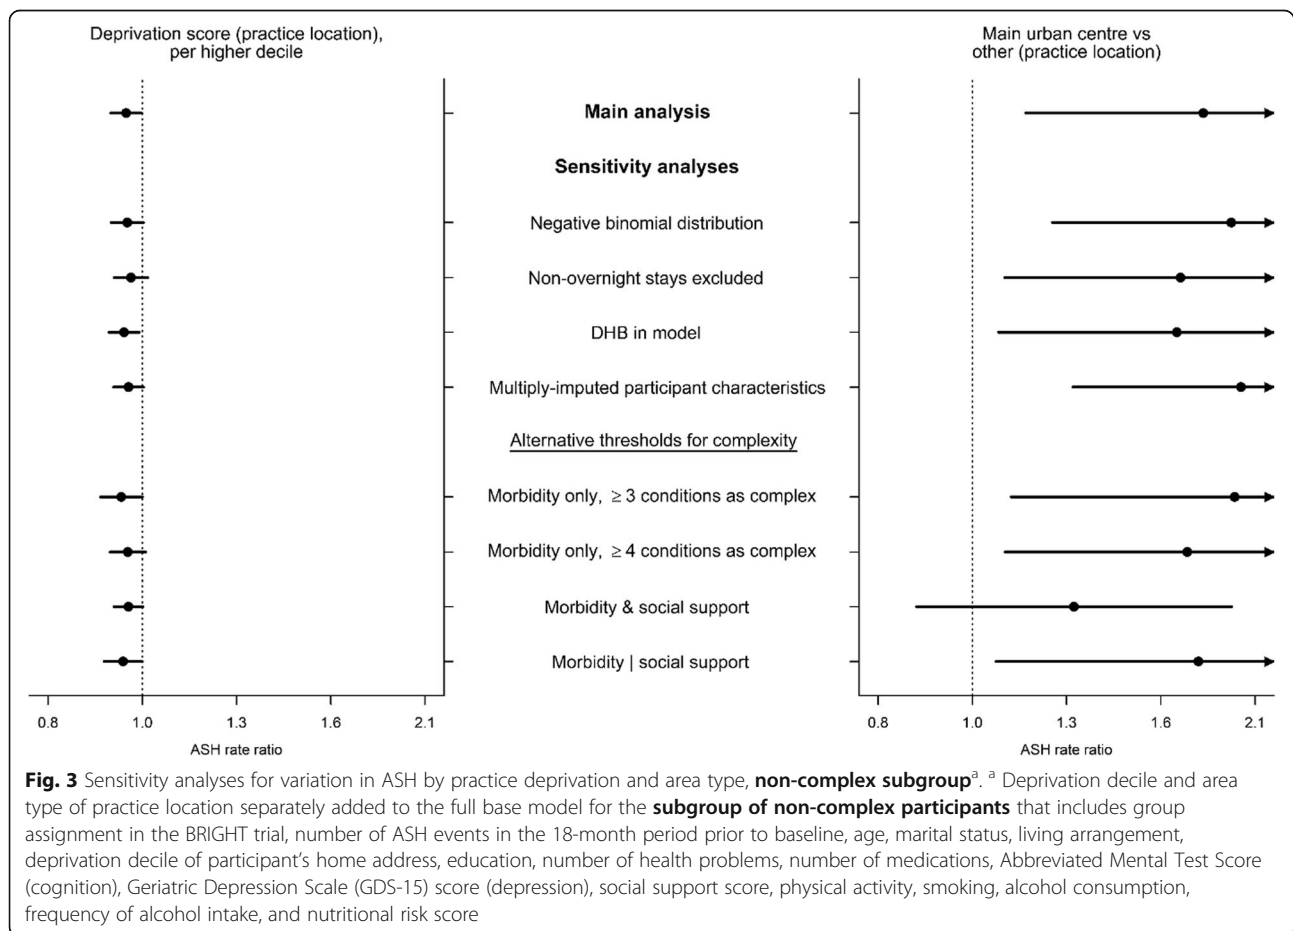 Deprivation score (practice location),
per higher decile
Main urban centre vs
other (practice location)
Main analysis
Sensitivity analyses
Negative binomial distribution
Non-overnight stays excluded
DHB in model
Multiply-imputed participant characteristics
Alternative thresholds for complexity
Morbidity only, ≥ 3 conditions as complex
Morbidity only, ≥ 4 conditions as complex
Morbidity & social support
Morbidity | social support
0.8 1.0 1.3 1.6 2.1
ASH rate ratio
0.8 1.0 1.3 1.6 2.1
ASH rate ratio
Fig. 3 Sensitivity analyses for variation in ASH by practice deprivation and area type, non-complex subgroupᵃ. ᵃ Deprivation decile and area
type of practice location separately added to the full base model for the subgroup of non-complex participants that includes group
assignment in the BRIGHT trial, number of ASH events in the 18-month period prior to baseline, age, marital status, living arrangement,
deprivation decile of participant's home address, education, number of health problems, number of medications, Abbreviated Mental Test Score
(cognition), Geriatric Depression Scale (GDS-15) score (depression), social support score, physical activity, smoking, alcohol consumption,
frequency of alcohol intake, and nutritional risk score